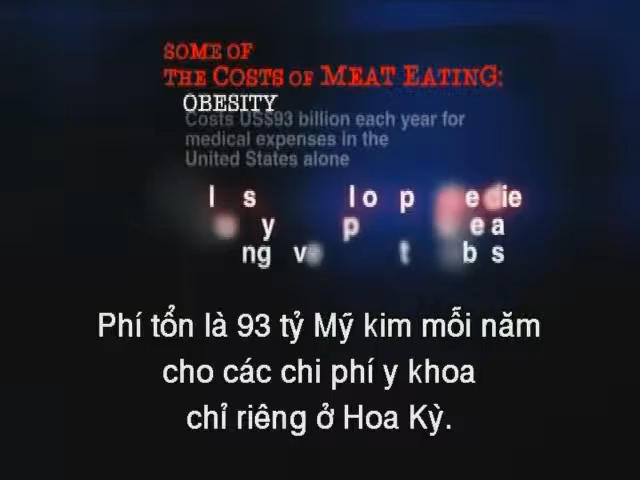 SOME OF
THE COSTS OF MEAT EATING:
OBESITY
Costs US$93 billion each year for
medical expenses in the
United States alone
Phí tổn là 93 tỷ Mỹ kim mỗi năm
cho các chi phí y khoa
chỉ riêng ở Hoa Kỳ.